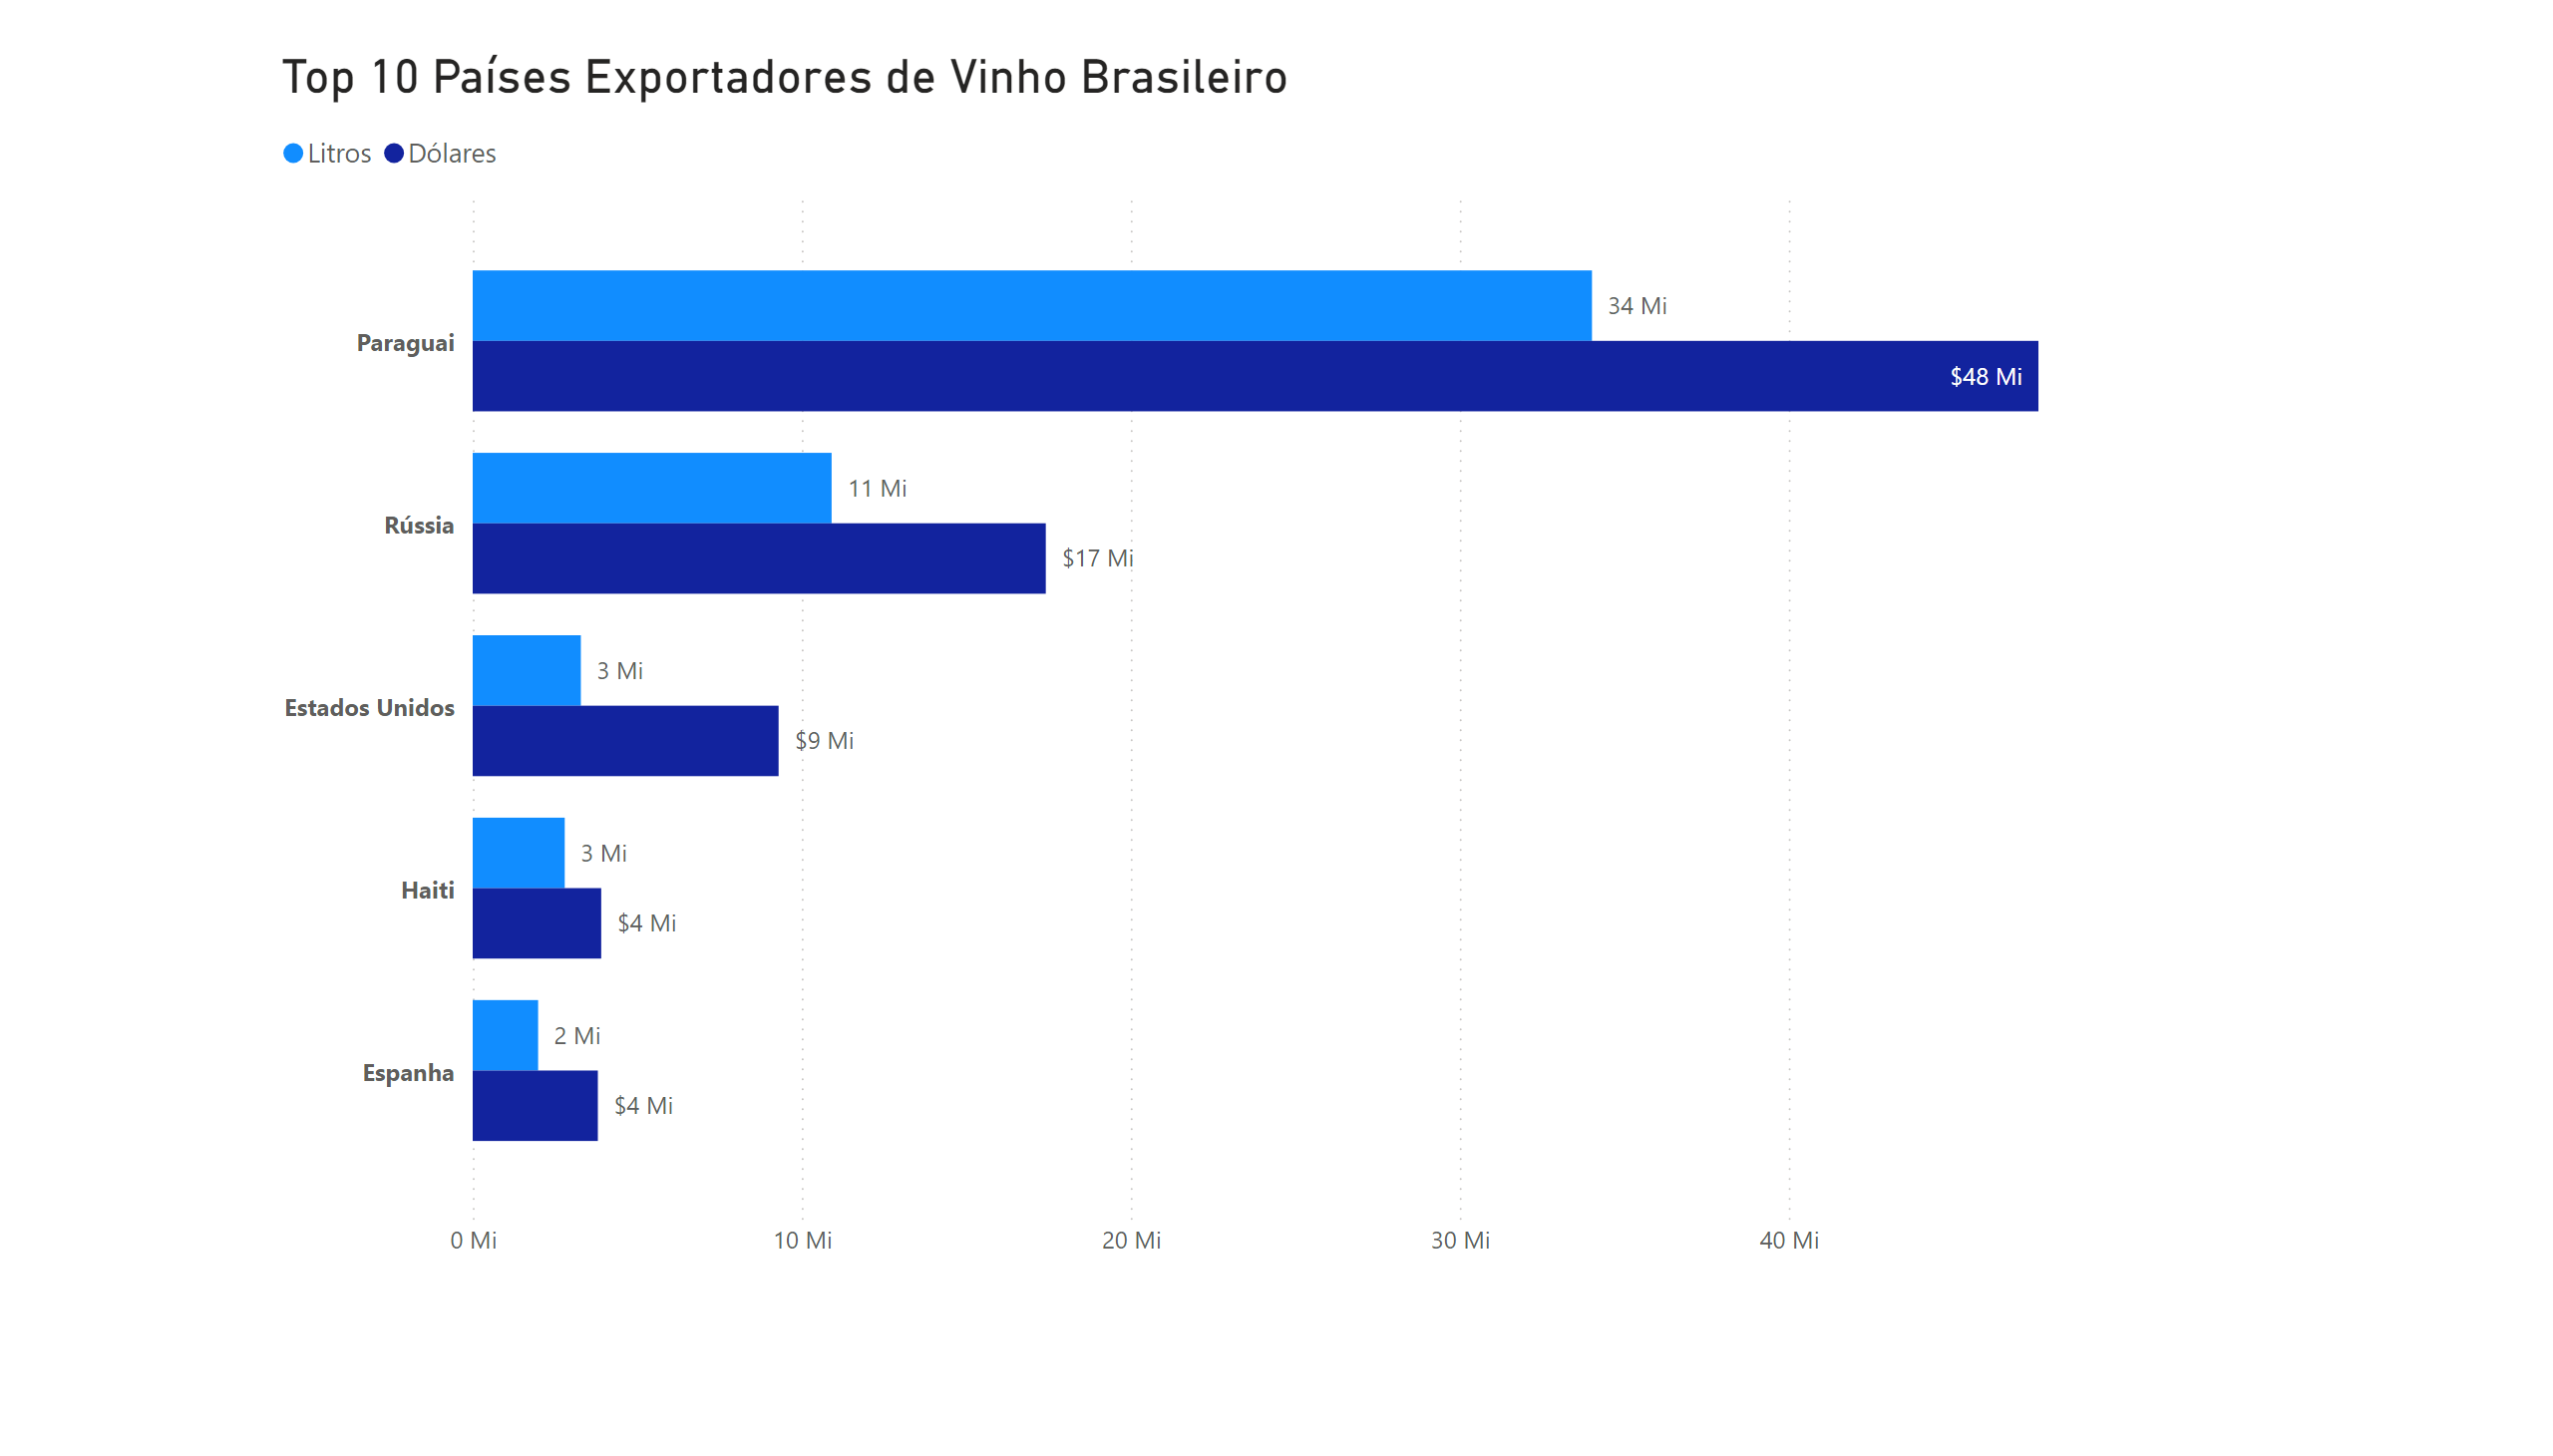 Top 10 Países Exportadores de Vinho Brasileiro
Litros Dólares
Paraguai
34 Mi
$48 Mi
Rússia
11 Mi
$17 Mi
Estados Unidos
3 Mi
$9 Mi
Haiti
3 Mi
$4 Mi
Espanha
2 Mi
$4 Mi
0 Mi 10 Mi 20 Mi 30 Mi 40 Mi